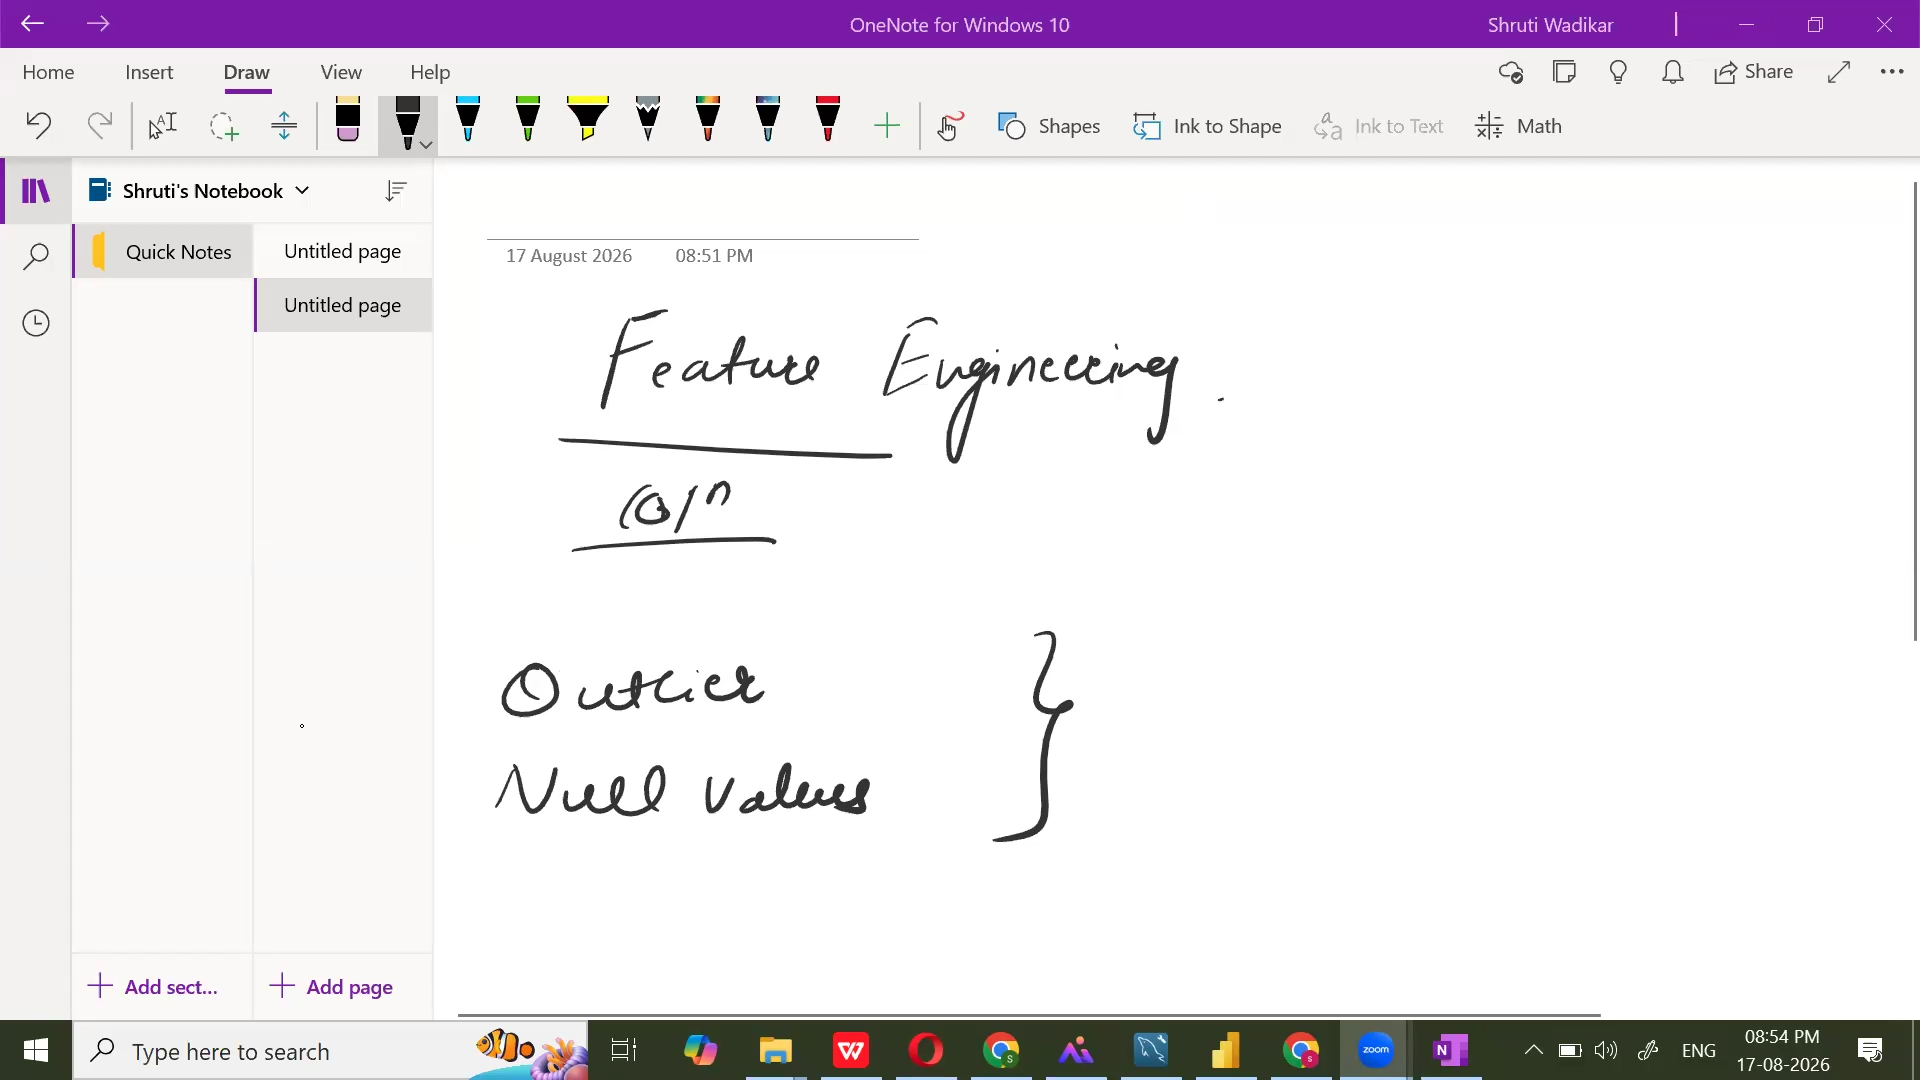 OneNote for Windows 10
Shruti Wadikar
Home Insert Draw View Help
Share
Shapes Ink to Shape Ink to Text Math
Shruti's Notebook
Quick Notes
Untitled page
Untitled page
17 August 2026 08:51 PM
Feature Engineering .
Outlier
Null values
Add sect...
Add page
Type here to search
zoom
ENG
08:54 PM
17-08-2026